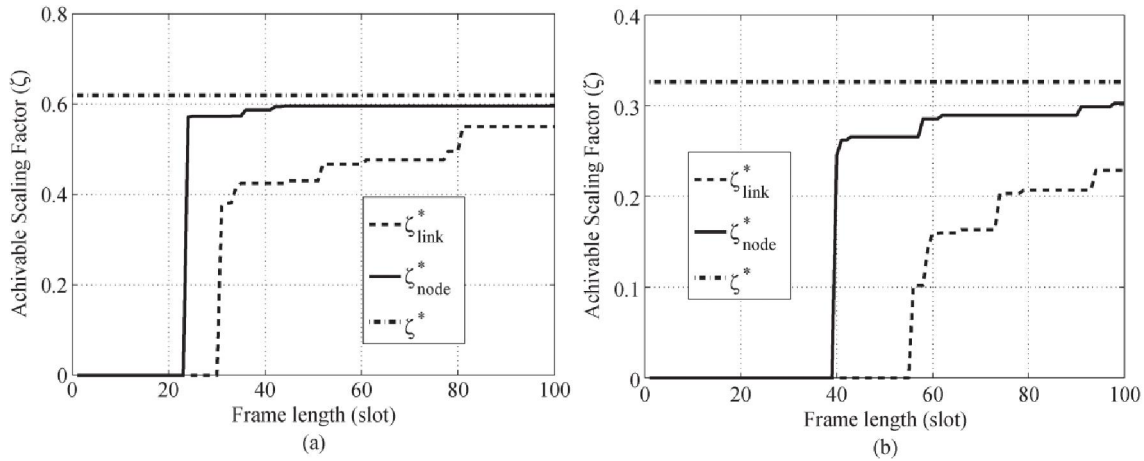 Achivable Scaling Factor (ζ)
0.8
0.6
0.4
0.2
0
0 20 40 60 80 100
Frame length (slot)
ζ*link
ζ*node
ζ*
(a)
Achivable Scaling Factor (ζ)
0.4
0.3
0.2
0.1
0
0 20 40 60 80 100
Frame length (slot)
ζ*link
ζ*node
ζ*
(b)